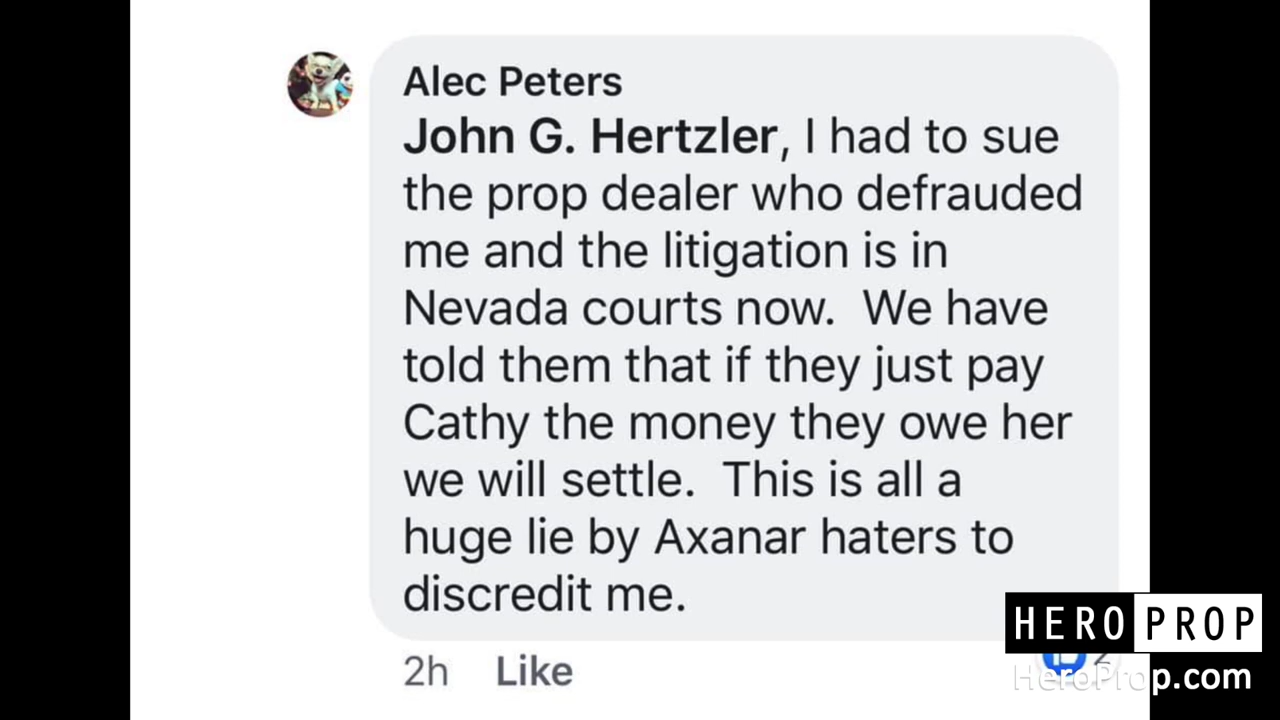 Alec Peters
John G. Hertzler, I had to sue
the prop dealer who defrauded
me and the litigation is in
Nevada courts now.  We have
told them that if they just pay
Cathy the money they owe her
we will settle.  This is all a
huge lie by Axanar haters to
discredit me.
2h Like 2
HERO PROP
HeroProp.com